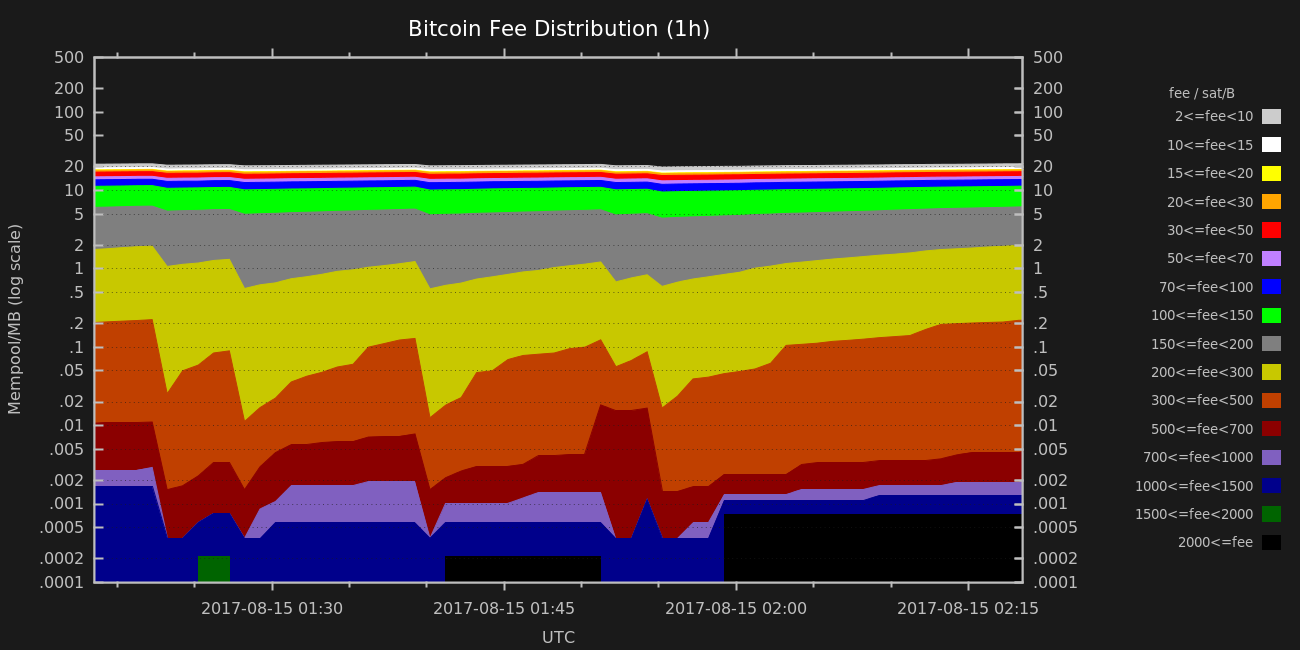 Bitcoin Fee Distribution (1h)
500
200
100
50
20
10
5
2
1
.5
.2
.1
.05
.02
.01
.005
.002
.001
.0005
.0002
.0001
Mempool/MB (log scale)
500
200
100
50
20
10
5
2
1
.5
.2
.1
.05
.02
.01
.005
.002
.001
.0005
.0002
.0001
2017-08-15 01:30
2017-08-15 01:45
2017-08-15 02:00
2017-08-15 02:15
UTC
fee / sat/B
2<=fee<10
10<=fee<15
15<=fee<20
20<=fee<30
30<=fee<50
50<=fee<70
70<=fee<100
100<=fee<150
150<=fee<200
200<=fee<300
300<=fee<500
500<=fee<700
700<=fee<1000
1000<=fee<1500
1500<=fee<2000
2000<=fee